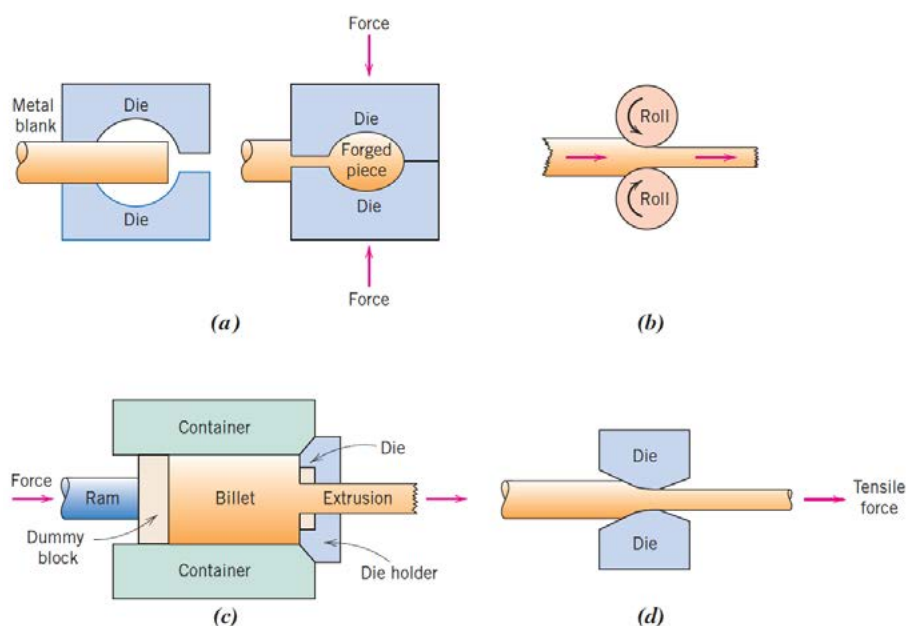 Force
Die
Metal
blank
Die
Die
Forged
piece
Die
Force
(a)
Roll
Roll
(b)
Container
Die
Force
Ram
Billet
Extrusion
Dummy
block
Container
Die holder
(c)
Die
Tensile
force
Die
(d)